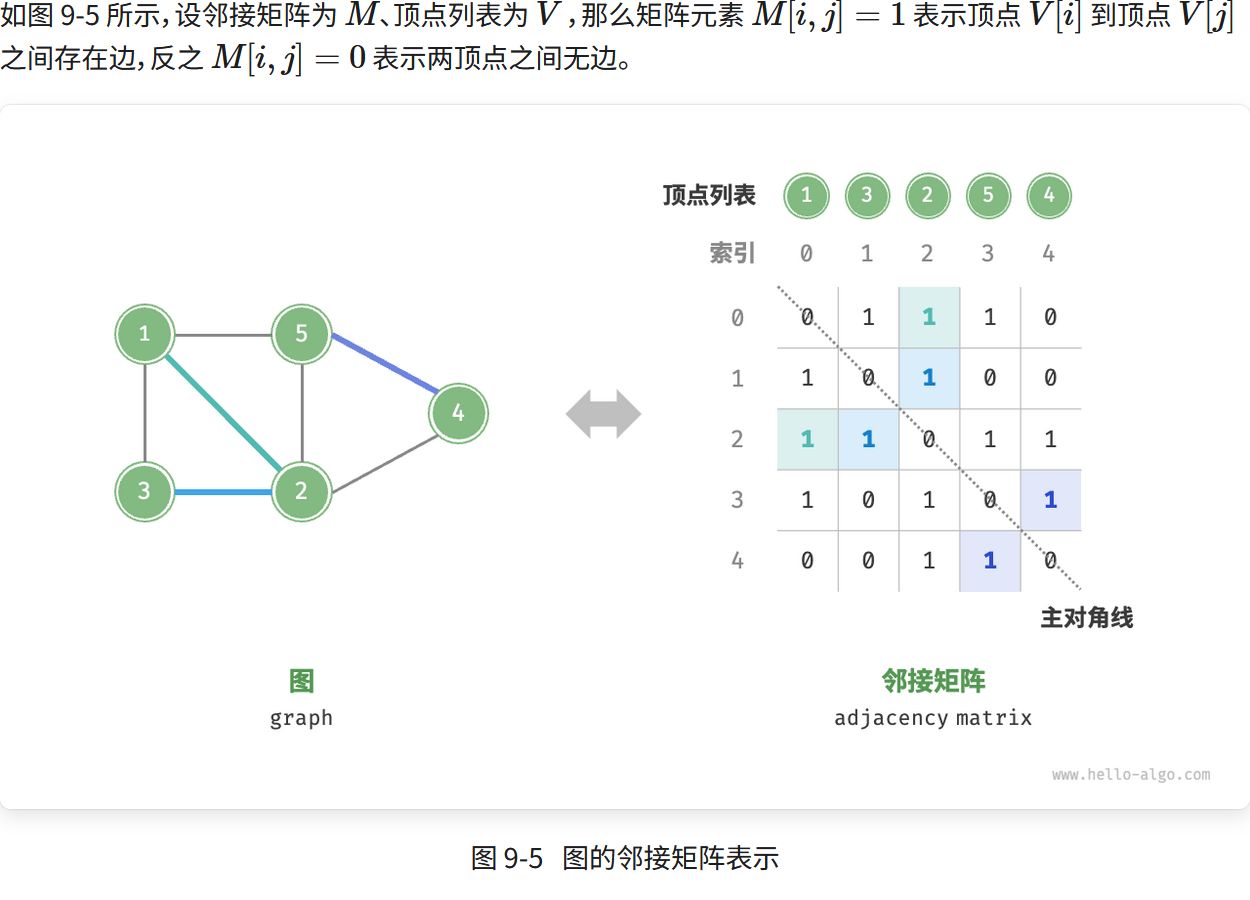 如图 9-5 所示，设邻接矩阵为 M、顶点列表为 V ，那么矩阵元素 M[i, j] = 1 表示顶点 V[i] 到顶点 V[j]
之间存在边，反之 M[i, j] = 0 表示两顶点之间无边。
顶点列表 1 3 2 5 4
索引 0 1 2 3 4
0 0 1 1 1 0
1 1 0 1 0 0
2 1 1 0 1 1
3 1 0 1 0 1
4 0 0 1 1 0
主对角线
1 5
4
3 2
图 邻接矩阵
graph adjacency matrix
www.hello-algo.com
图 9-5 图的邻接矩阵表示